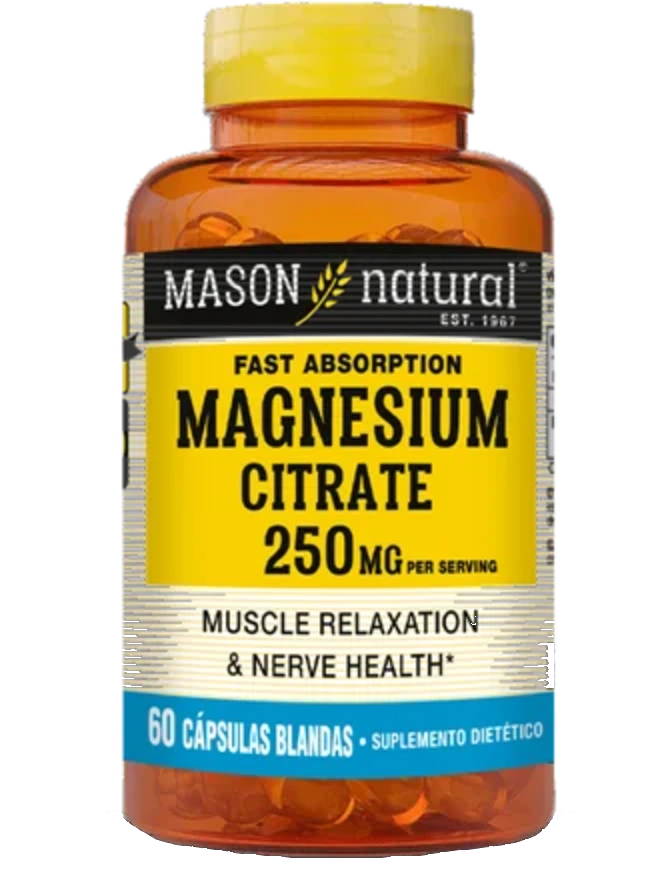 MASON natural
EST. 1967
FAST ABSORPTION
MAGNESIUM
CITRATE
250MG PER SERVING
MUSCLE RELAXATION
& NERVE HEALTH*
60 CÁPSULAS BLANDAS • SUPLEMENTO DIETÉTICO